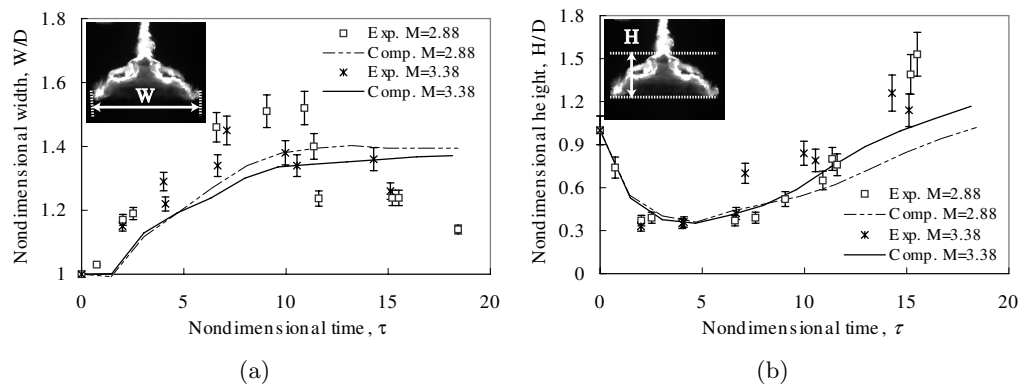 1.8
1.6
1.4
1.2
1
0
5
10
15
20
Nondimensional width, W/D
Nondimensional time, τ
W
Exp. M=2.88
Comp. M=2.88
Exp. M=3.38
Comp. M=3.38
(a)
1.8
1.5
1.2
0.9
0.6
0.3
0
0
5
10
15
20
Nondimensional height, H/D
Nondimensional time, τ
H
Exp. M=2.88
Comp. M=2.88
Exp. M=3.38
Comp. M=3.38
(b)